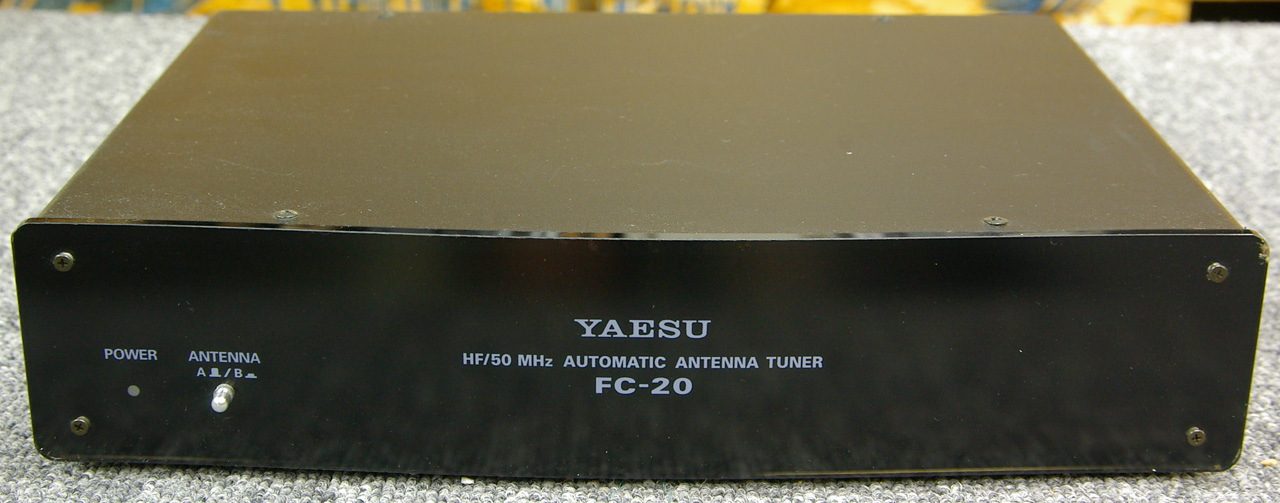 YAESU
HF/50 MHz AUTOMATIC ANTENNA TUNER
FC-20
POWER
ANTENNA
A / B